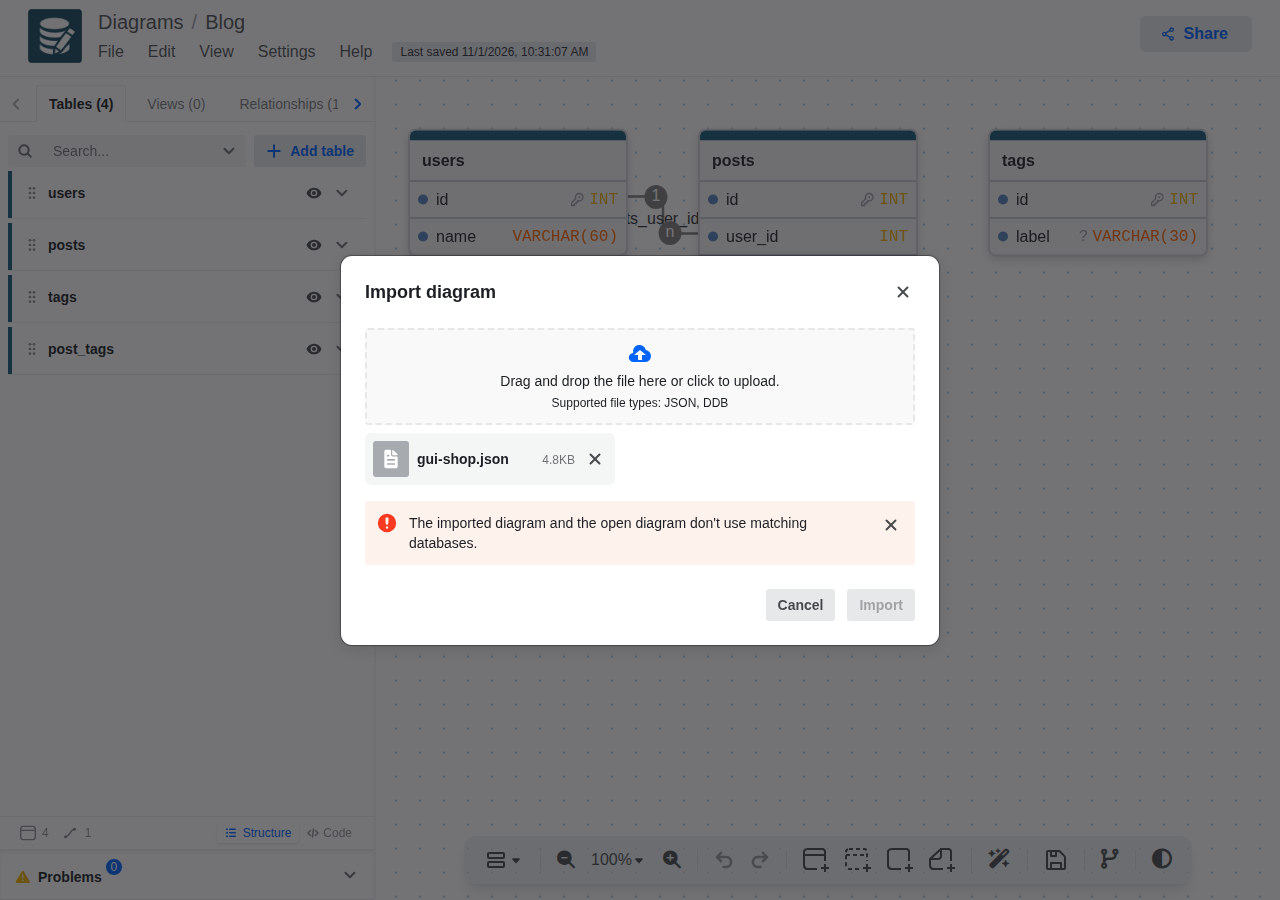 Diagrams / Blog
File Edit View Settings Help Last saved 11/1/2026, 10:31:07 AM
Share
Tables (4) Views (0) Relationships (1
Search... Add table
users
posts
tags
post_tags
users
id INT
name VARCHAR(60)
1
ts_user_id
n
posts
id INT
user_id INT
tags
id INT
label ? VARCHAR(30)
Import diagram
Drag and drop the file here or click to upload.
Supported file types: JSON, DDB
gui-shop.json 4.8KB
The imported diagram and the open diagram don't use matching
databases.
Cancel Import
4 1 Structure Code
Problems 0
100%